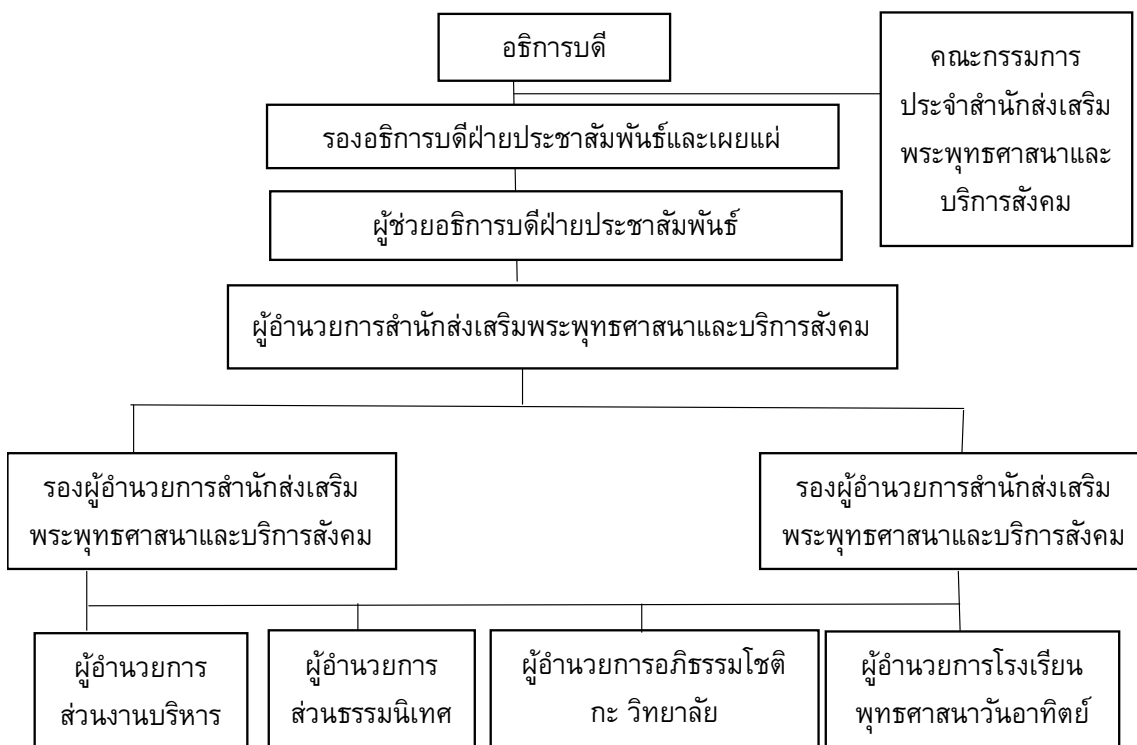 อธิการบดี
คณะกรรมการ
ประจำสำนักส่งเสริม
พระพุทธศาสนาและ
บริการสังคม
รองอธิการบดีฝ่ายประชาสัมพันธ์และเผยแผ่
ผู้ช่วยอธิการบดีฝ่ายประชาสัมพันธ์
ผู้อำนวยการสำนักส่งเสริมพระพุทธศาสนาและบริการสังคม
รองผู้อำนวยการสำนักส่งเสริม
พระพุทธศาสนาและบริการสังคม
รองผู้อำนวยการสำนักส่งเสริม
พระพุทธศาสนาและบริการสังคม
ผู้อำนวยการ
ส่วนงานบริหาร
ผู้อำนวยการ
ส่วนธรรมนิเทศ
ผู้อำนวยการอภิธรรมโชติ
กะ วิทยาลัย
ผู้อำนวยการโรงเรียน
พุทธศาสนาวันอาทิตย์